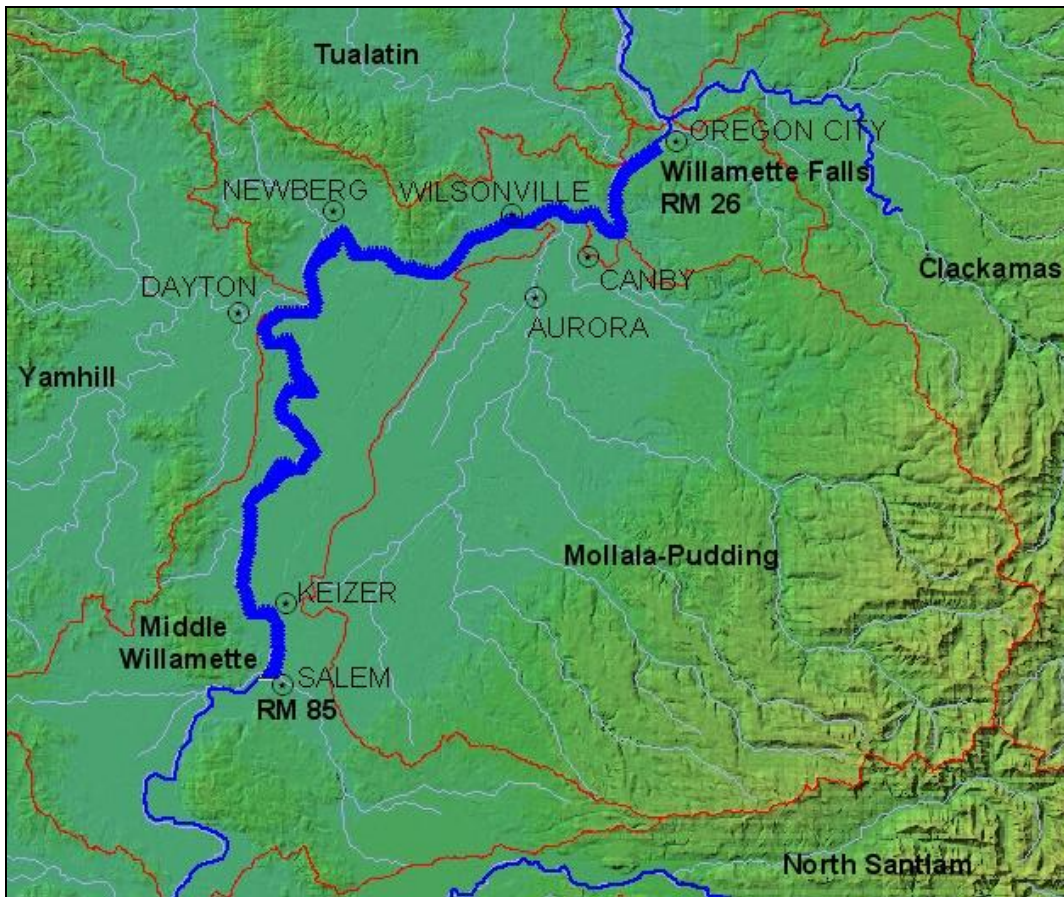 Tualatin
OREGON CITY
Willamette Falls
RM 26
NEWBERG
WILSONVILLE
Clackamas
CANBY
DAYTON
AURORA
Yamhill
Mollala-Pudding
KEIZER
Middle
Willamette
SALEM
RM 85
North Santiam